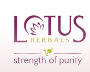 LOTUS
HERBALS
strength of purity